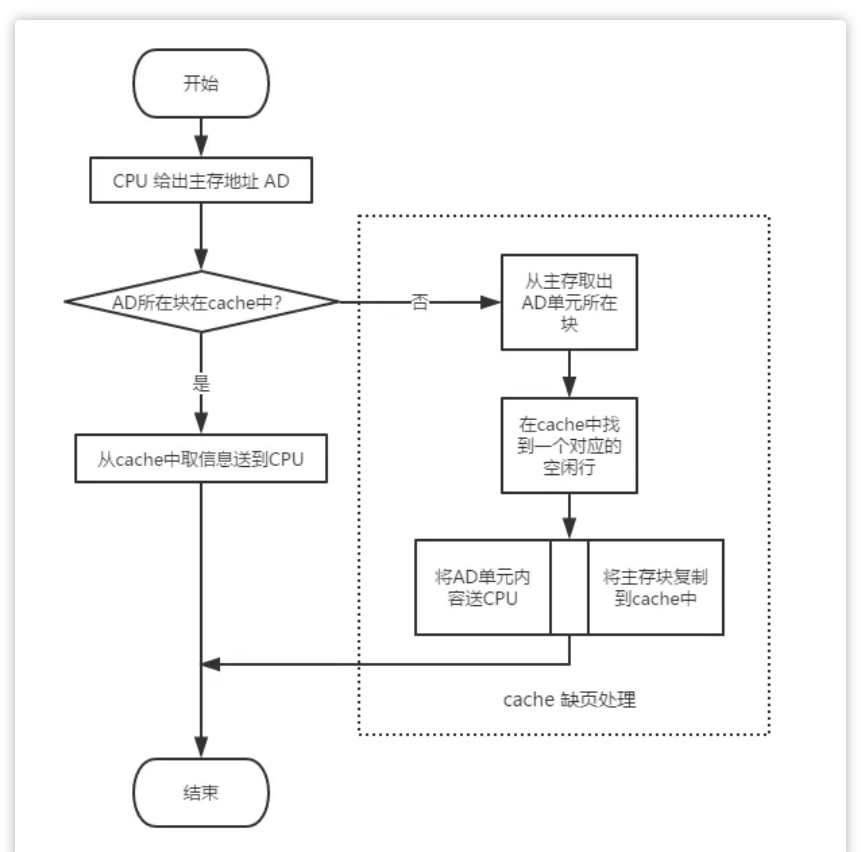 开始
CPU 给出主存地址 AD
AD所在块在cache中？
否
是
从cache中取信息送到CPU
从主存取出
AD单元所在
块
在cache中找
到一个对应的
空闲行
将AD单元内
容送CPU
将主存块复制
到cache中
cache 缺页处理
结束